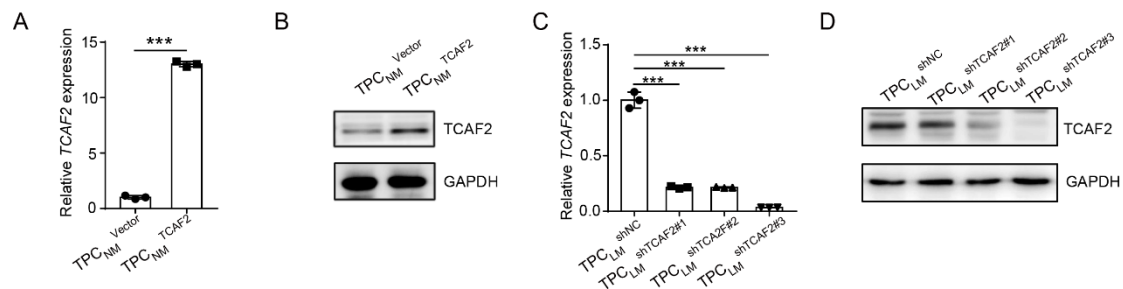 A
Relative TCAF2 expression
15
10
5
0
***
TPC_NM^Vector
TPC_NM^TCAF2
B
TPC_NM^Vector
TPC_NM^TCAF2
TCAF2
GAPDH
C
Relative TCAF2 expression
1.5
1.0
0.5
0.0
***
***
***
TPC_LM^shNC
TPC_LM^shTCAF2#1
TPC_LM^shTCA2F#2
TPC_LM^shTCAF2#3
D
TPC_LM^shNC
TPC_LM^shTCAF2#1
TPC_LM^shTCAF2#2
TPC_LM^shTCAF2#3
TCAF2
GAPDH